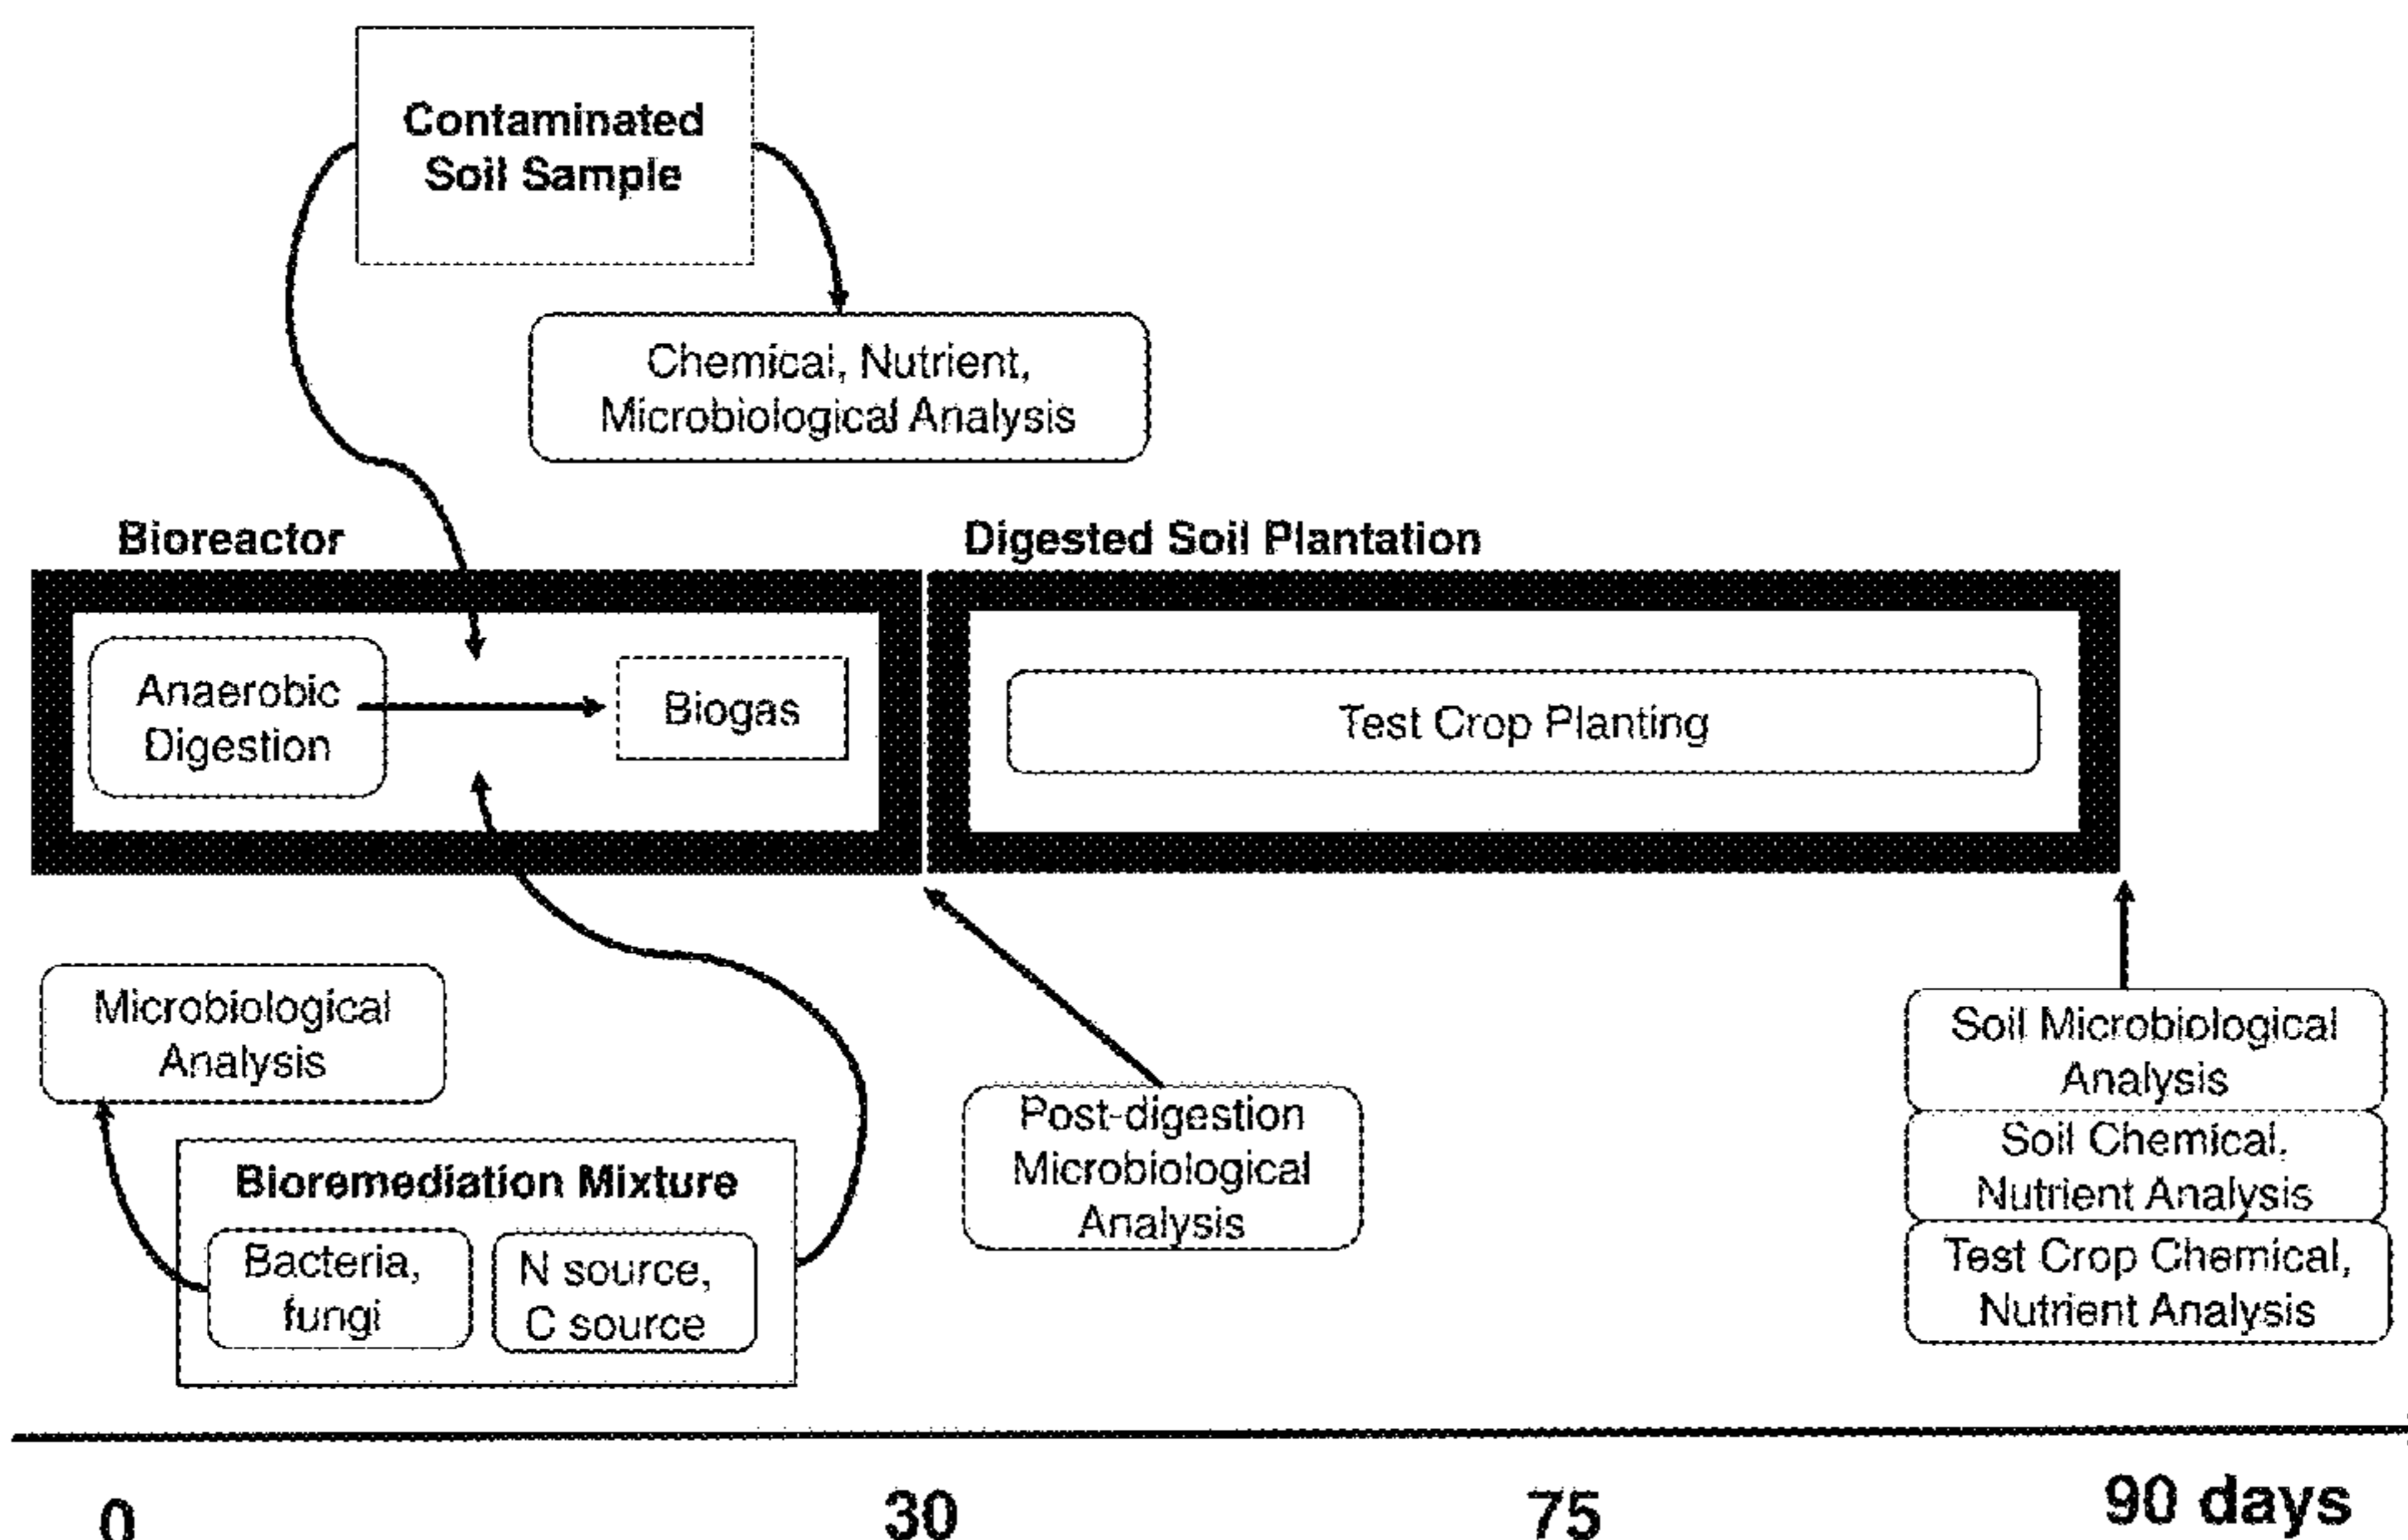 Contaminated
Soil Sample
Chemical, Nutrient,
Microbiological Analysis
Bioreactor
Digested Soil Plantation
Anaerobic
Digestion
Biogas
Test Crop Planting
Microbiological
Analysis
Bioremediation Mixture
Bacteria,
fungi
N source,
C source
Post-digestion
Microbiological
Analysis
Soil Microbiological
Analysis
Soil Chemical,
Nutrient Analysis
Test Crop Chemical,
Nutrient Analysis
0 30 75 90 days